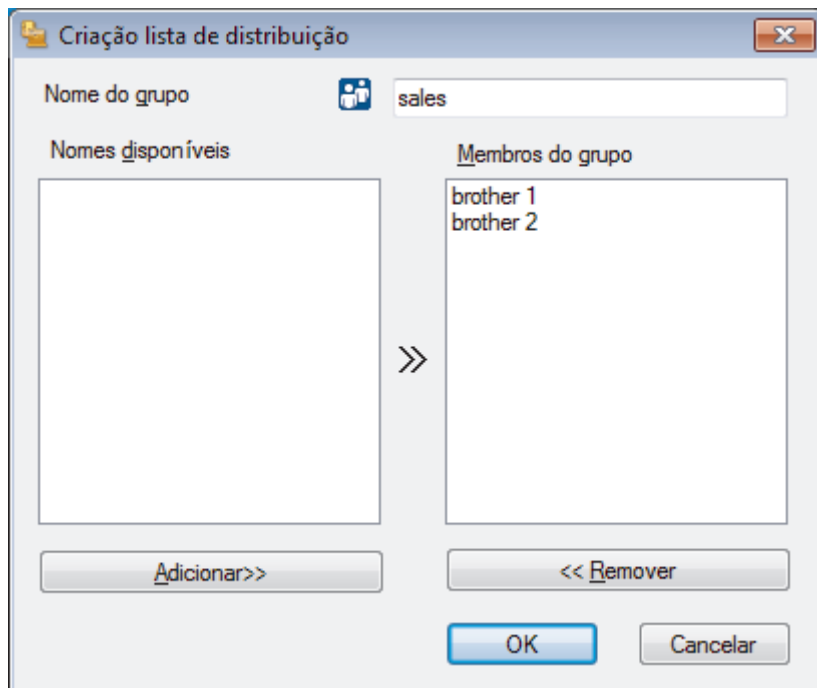 Criação lista de distribuição
Nome do grupo
sales
Nomes disponíveis
Membros do grupo
brother 1
brother 2
Adicionar>>
<< Remover
OK
Cancelar